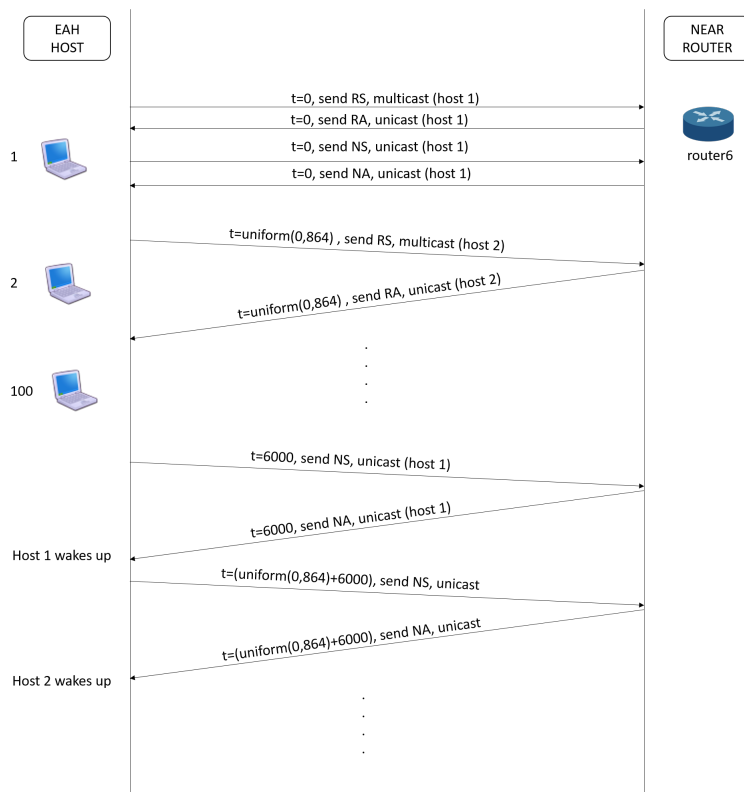 EAH
HOST
NEAR
ROUTER
t=0, send RS, multicast (host 1)
t=0, send RA, unicast (host 1)
t=0, send NS, unicast (host 1)
t=0, send NA, unicast (host 1)
1
router6
t=uniform(0,864) , send RS, multicast (host 2)
2
t=uniform(0,864) , send RA, unicast (host 2)
100
t=6000, send NS, unicast (host 1)
t=6000, send NA, unicast (host 1)
Host 1 wakes up
t=(uniform(0,864)+6000), send NS, unicast
t=(uniform(0,864)+6000), send NA, unicast
Host 2 wakes up